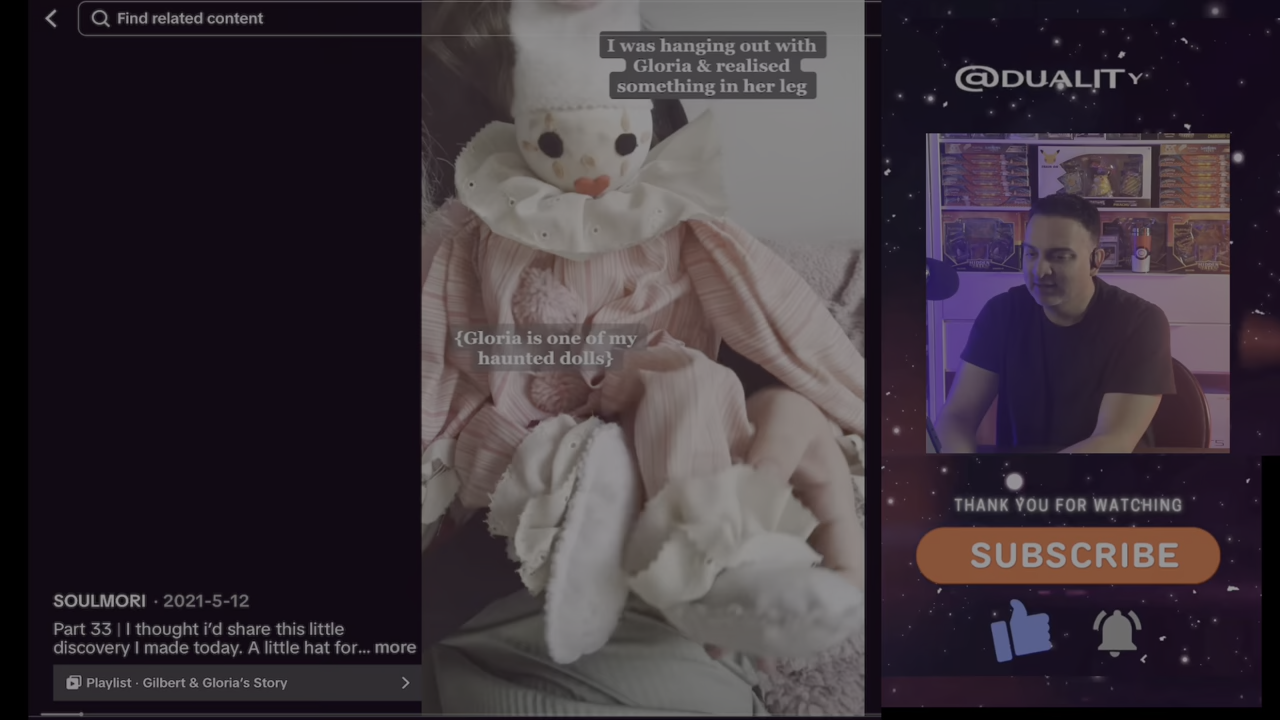 Find related content
I was hanging out with
Gloria & realised
something in her leg
{Gloria is one of my
haunted dolls}
SOULMORI · 2021-5-12
Part 33 | I thought i'd share this little
discovery I made today. A little hat for... more
Playlist · Gilbert & Gloria's Story
@DUALITY
THANK YOU FOR WATCHING
SUBSCRIBE